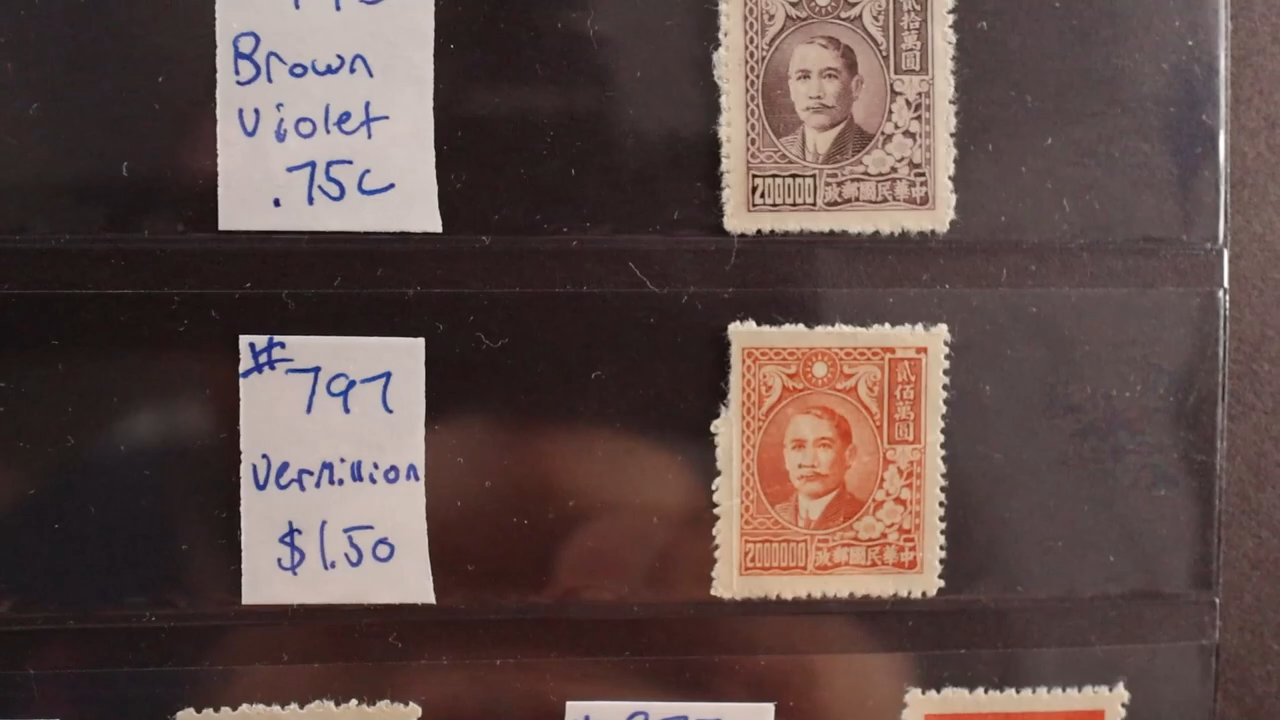 Brown
Violet
.75c
貳拾萬圓
200000
政郵國民華中
#797
Vermillion
$1.50
貳佰萬圓
2000000
政郵國民華中